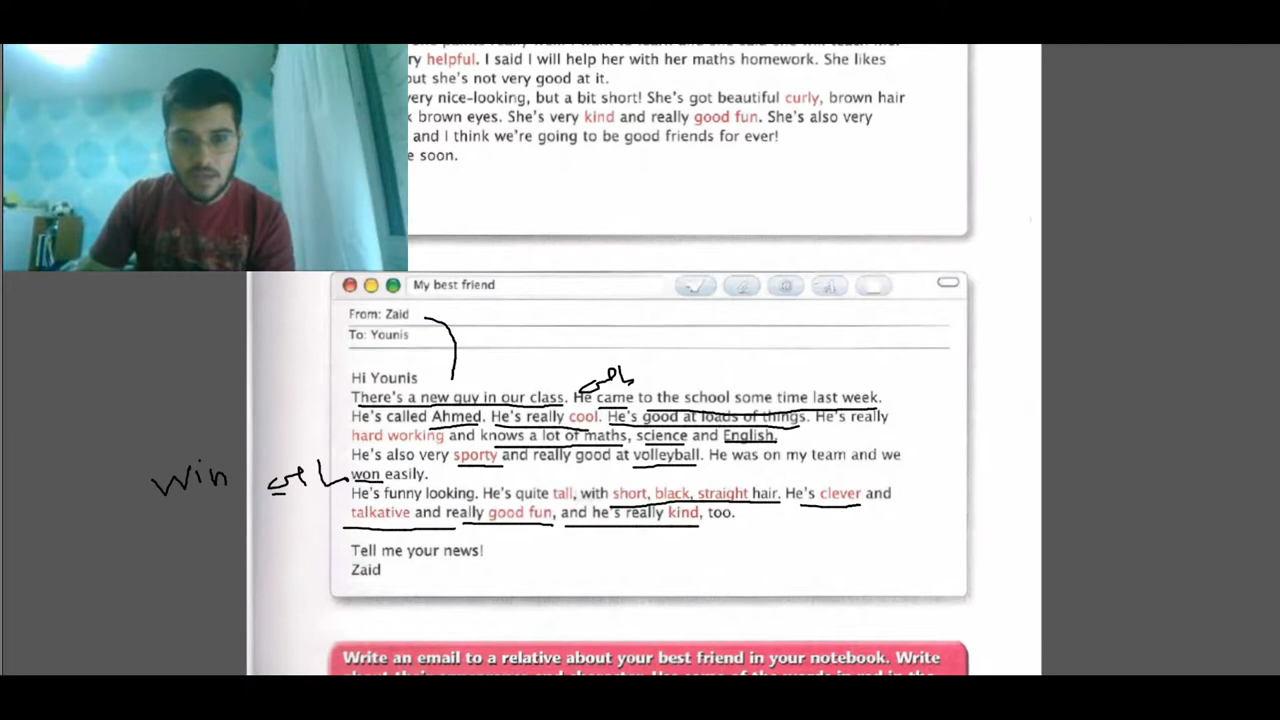 ry helpful. I said I will help her with her maths homework. She likes
but she's not very good at it.
very nice-looking, but a bit short! She's got beautiful curly, brown hair
k brown eyes. She's very kind and really good fun. She's also very
and I think we're going to be good friends for ever!
e soon.
My best friend
From: Zaid
To: Younis
Hi Younis
ماضي
There's a new guy in our class. He came to the school some time last week.
He's called Ahmed. He's really cool. He's good at loads of things. He's really
hard working and knows a lot of maths, science and English.
He's also very sporty and really good at volleyball. He was on my team and we
Win ماضي won easily.
He's funny looking. He's quite tall, with short, black, straight hair. He's clever and
talkative and really good fun, and he's really kind, too.
Tell me your news!
Zaid
Write an email to a relative about your best friend in your notebook. Write